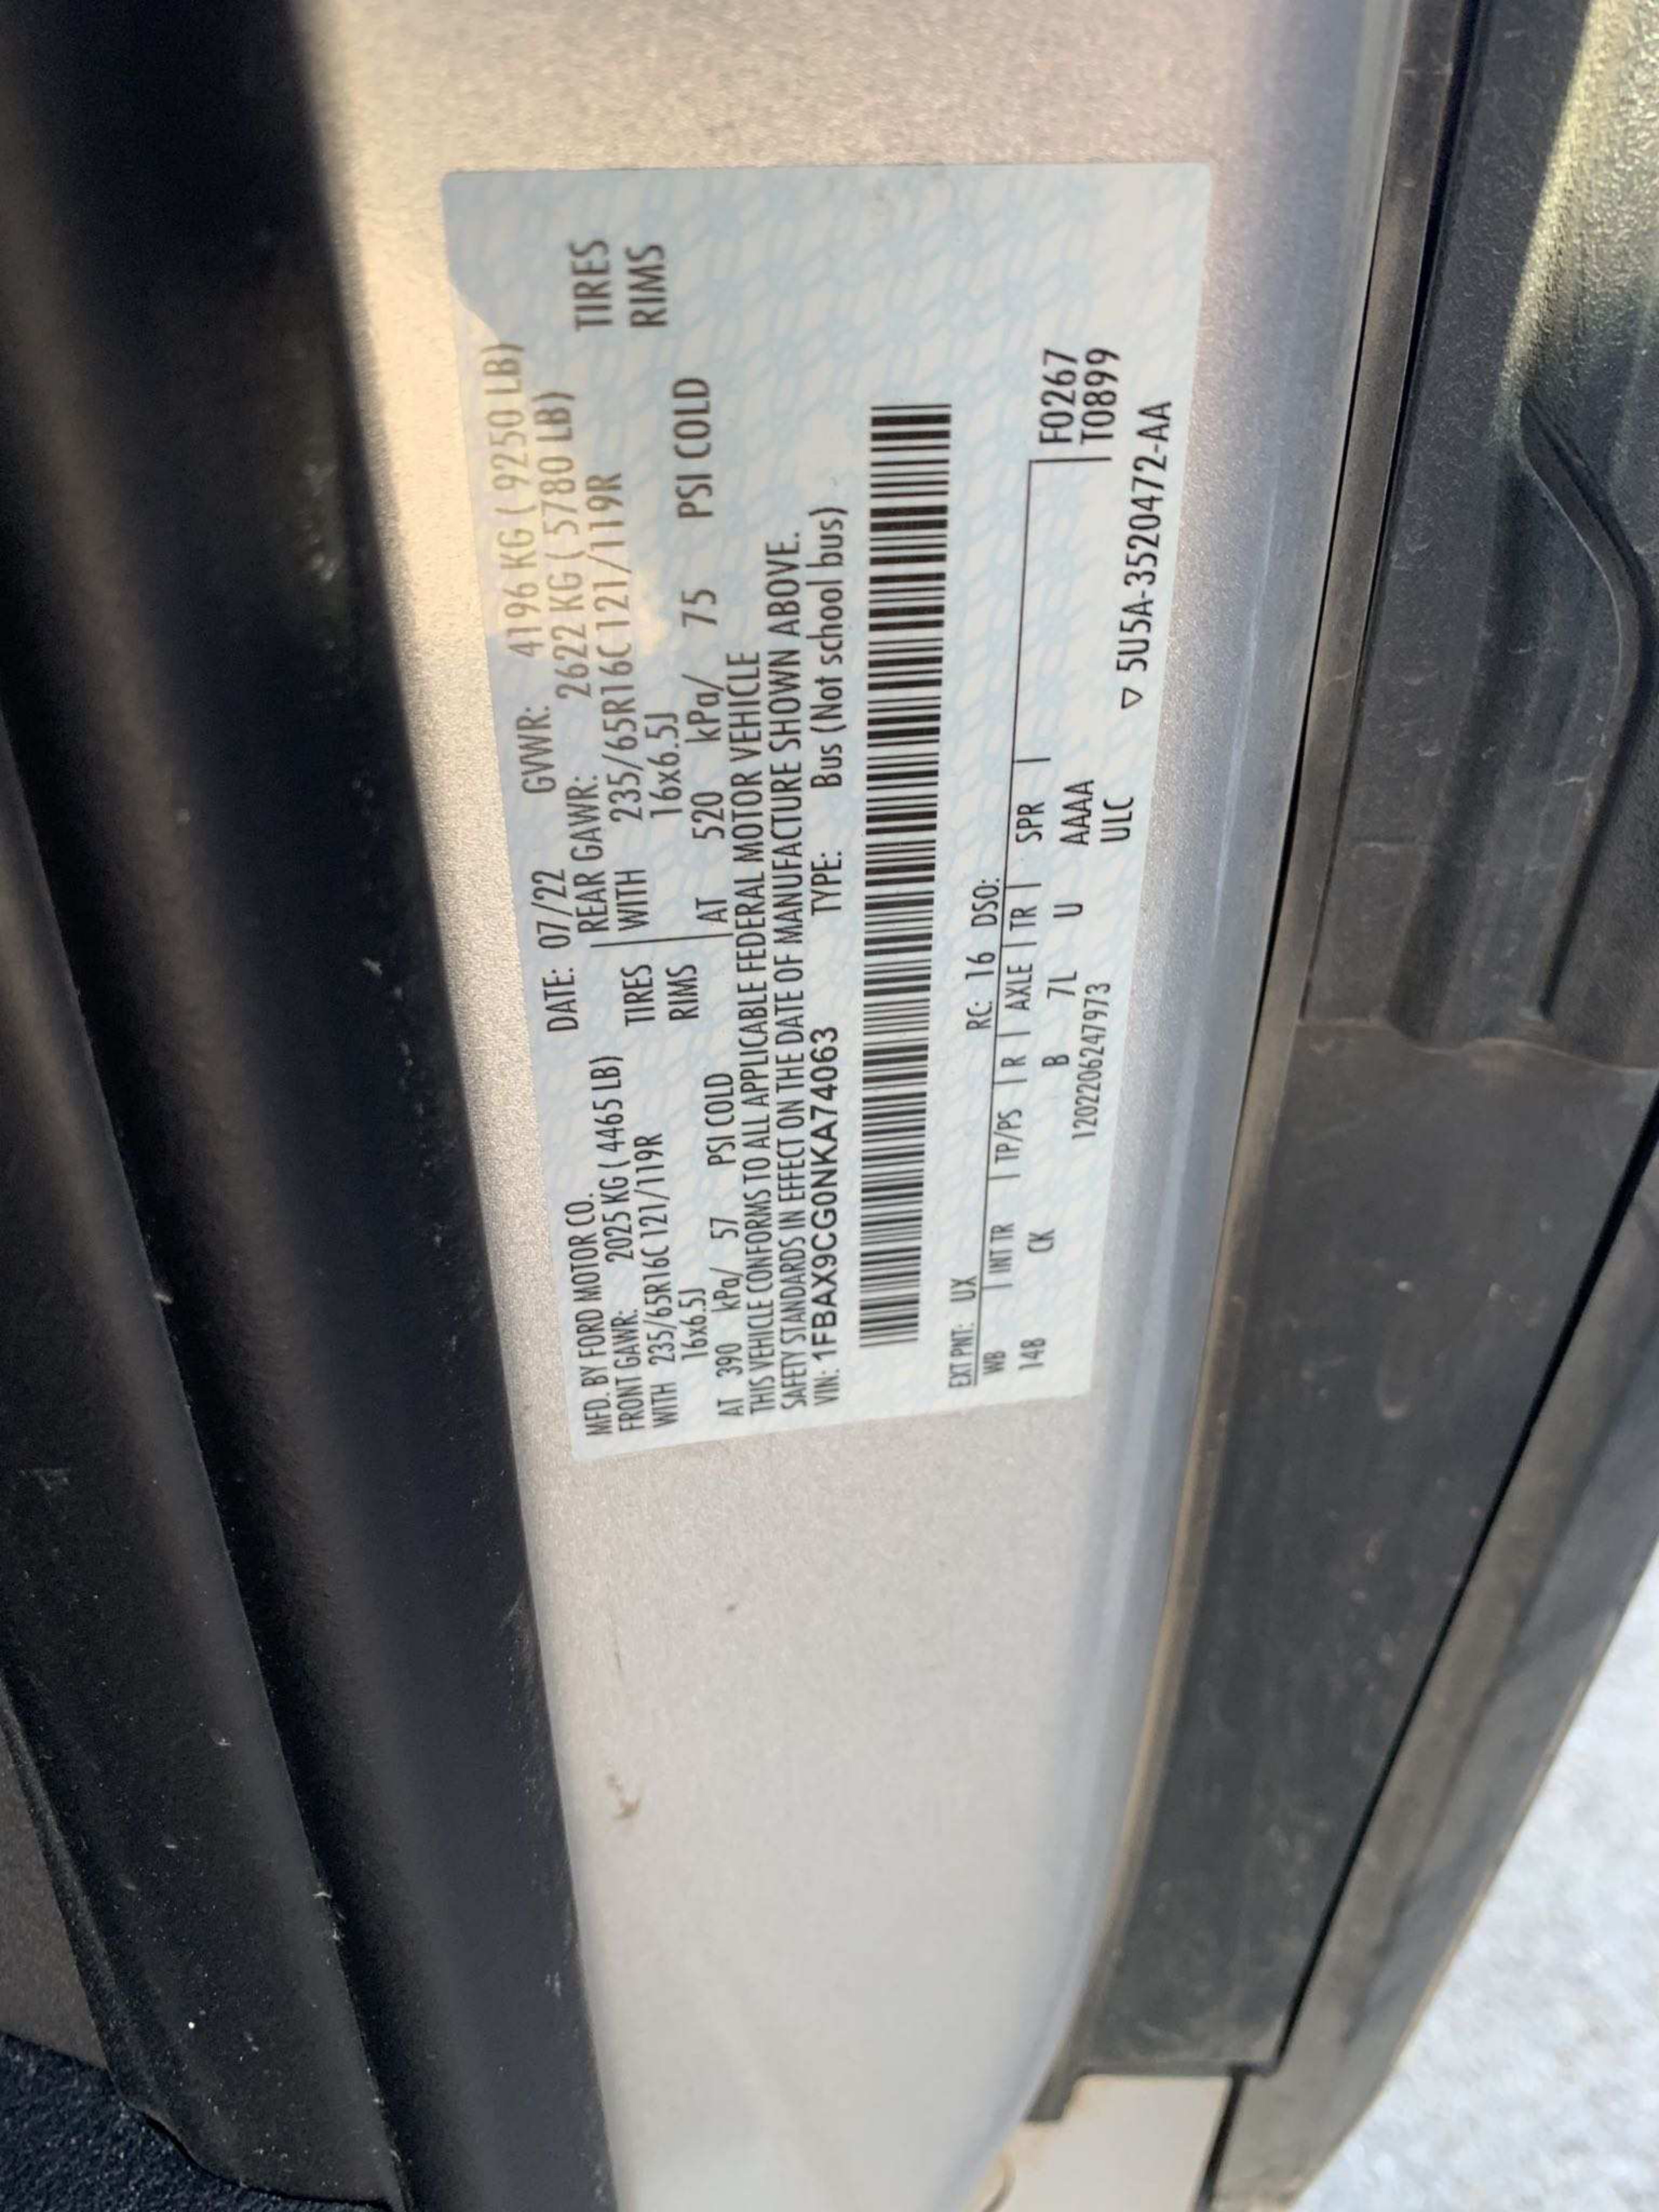 MFD. BY FORD MOTOR CO. DATE: 07/22 GVWR: 4196 KG ( 9250 LB)
FRONT GAWR: 2025 KG ( 4465 LB) REAR GAWR: 2622 KG ( 5780 LB)
WITH 235/65R16C 121/119R TIRES WITH 235/65R16C121/119R TIRES
16x6.5J RIMS 16x6.5J RIMS
AT 390 kPa/ 57 PSI COLD AT 520 kPa/ 75 PSI COLD
THIS VEHICLE CONFORMS TO ALL APPLICABLE FEDERAL MOTOR VEHICLE
SAFETY STANDARDS IN EFFECT ON THE DATE OF MANUFACTURE SHOWN ABOVE.
VIN: 1FBAX9CG0NKA74063 TYPE: Bus (Not school bus)
EXT PNT: UX RC: 16 DSO:
WB INT TR TP/PS R AXLE TR SPR F0267
148 CK B 7L U AAAA T0899
1202206247973 ULC
▽ 5U5A-3520472-AA